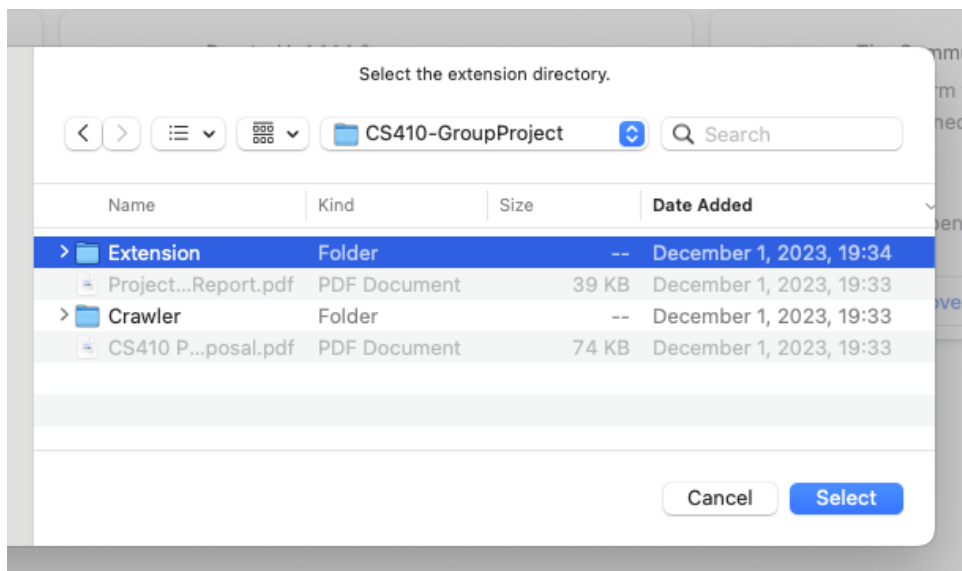 Select the extension directory.
CS410-GroupProject
Search
Name Kind Size Date Added
Extension Folder -- December 1, 2023, 19:34
Project...Report.pdf PDF Document 39 KB December 1, 2023, 19:33
Crawler Folder -- December 1, 2023, 19:33
CS410 P...posal.pdf PDF Document 74 KB December 1, 2023, 19:33
Cancel Select